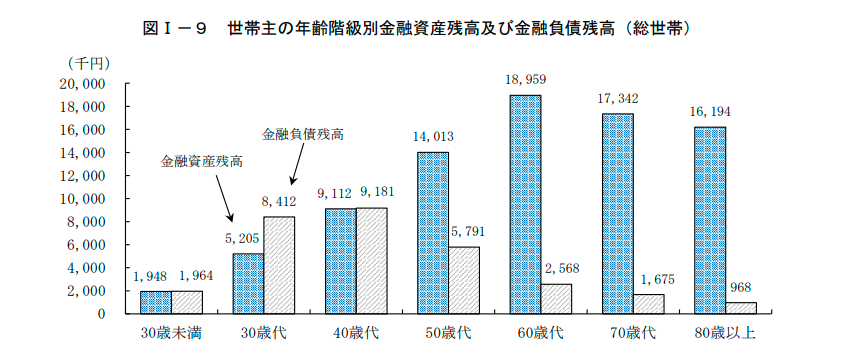 図Ⅰ－９　世帯主の年齢階級別金融資産残高及び金融負債残高（総世帯）
（千円）
20,000
18,000
16,000
14,000
12,000
10,000
8,000
6,000
4,000
2,000
0
金融資産残高
金融負債残高
1,948
1,964
5,205
8,412
9,112
9,181
14,013
5,791
18,959
2,568
17,342
1,675
16,194
968
30歳未満
30歳代
40歳代
50歳代
60歳代
70歳代
80歳以上